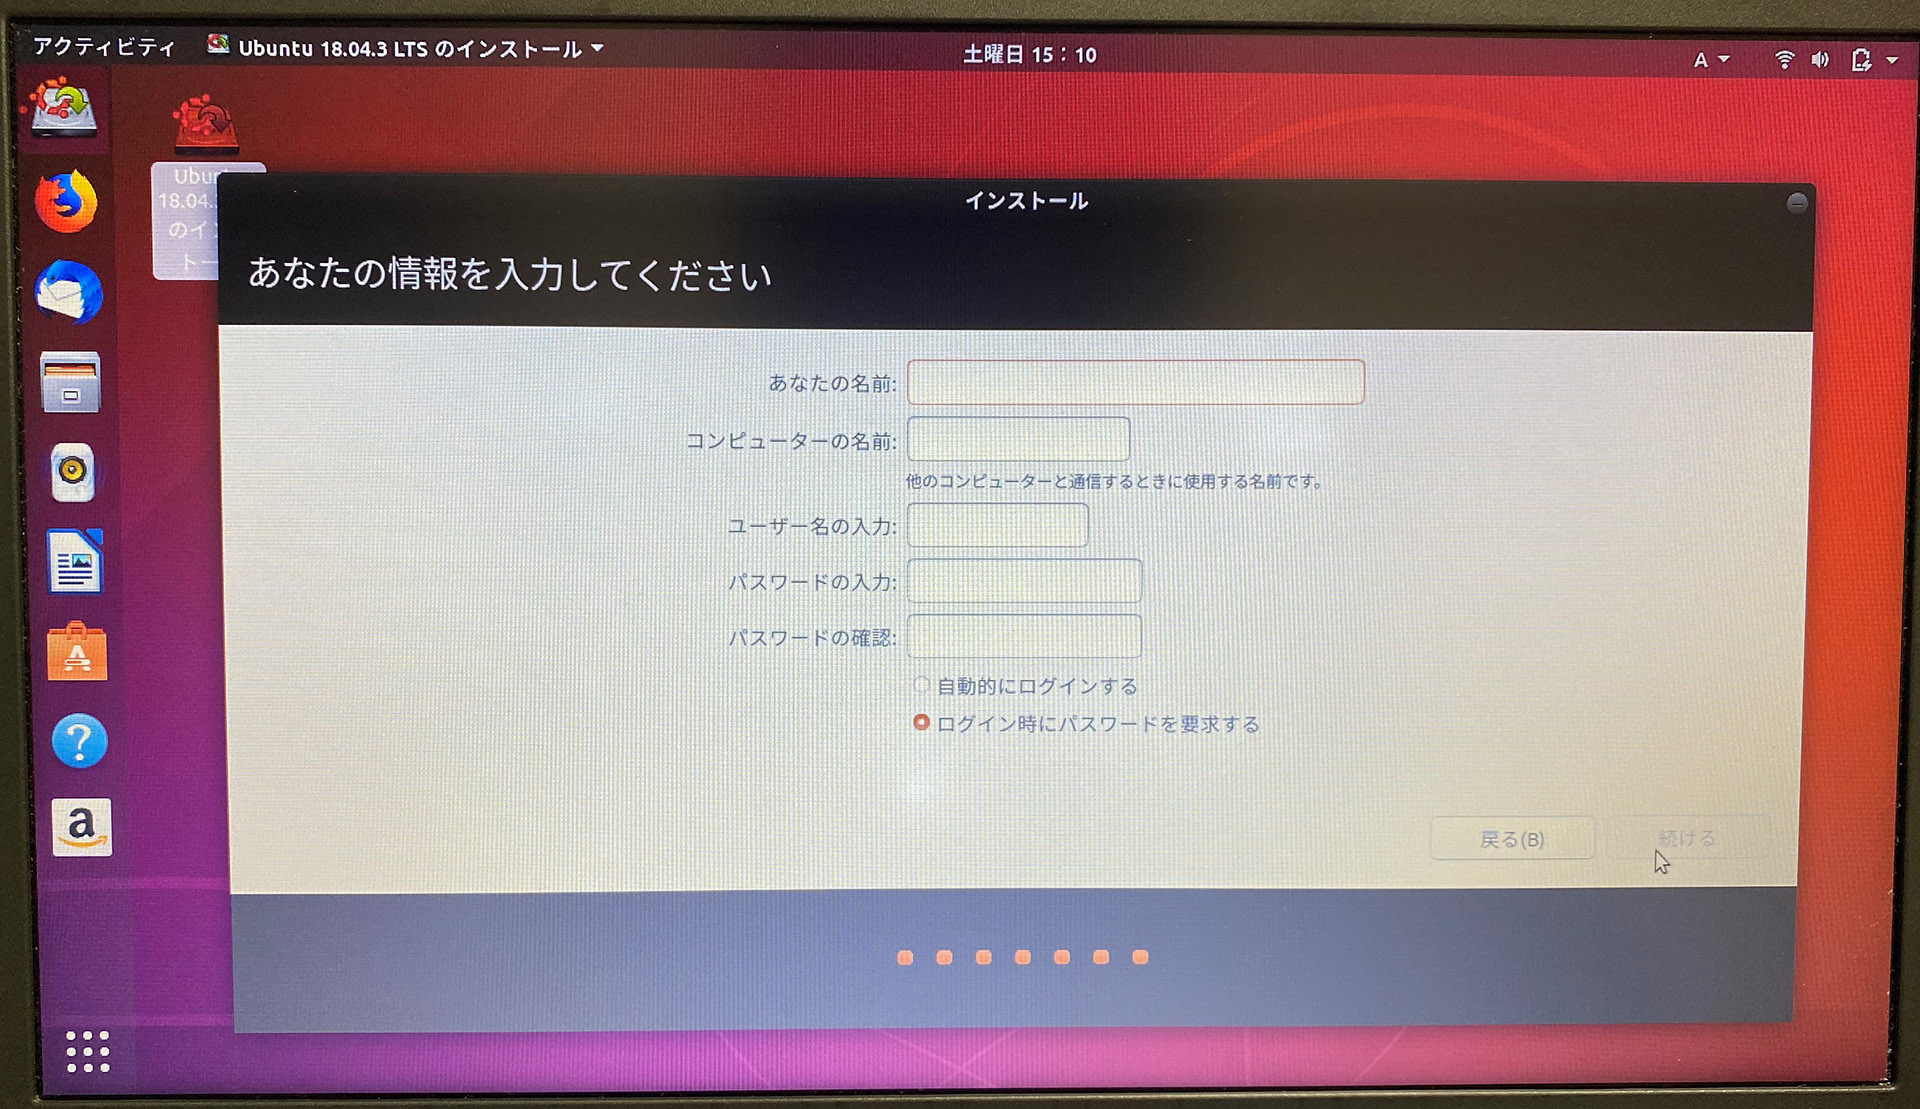 アクティビティ
Ubuntu 18.04.3 LTS のインストール
土曜日 15：10
A
18.04.
のイ
トー
インストール
あなたの情報を入力してください
あなたの名前:
コンピューターの名前:
他のコンピューターと通信するときに使用する名前です。
ユーザー名の入力:
パスワードの入力:
パスワードの確認:
自動的にログインする
ログイン時にパスワードを要求する
戻る(B)
続ける